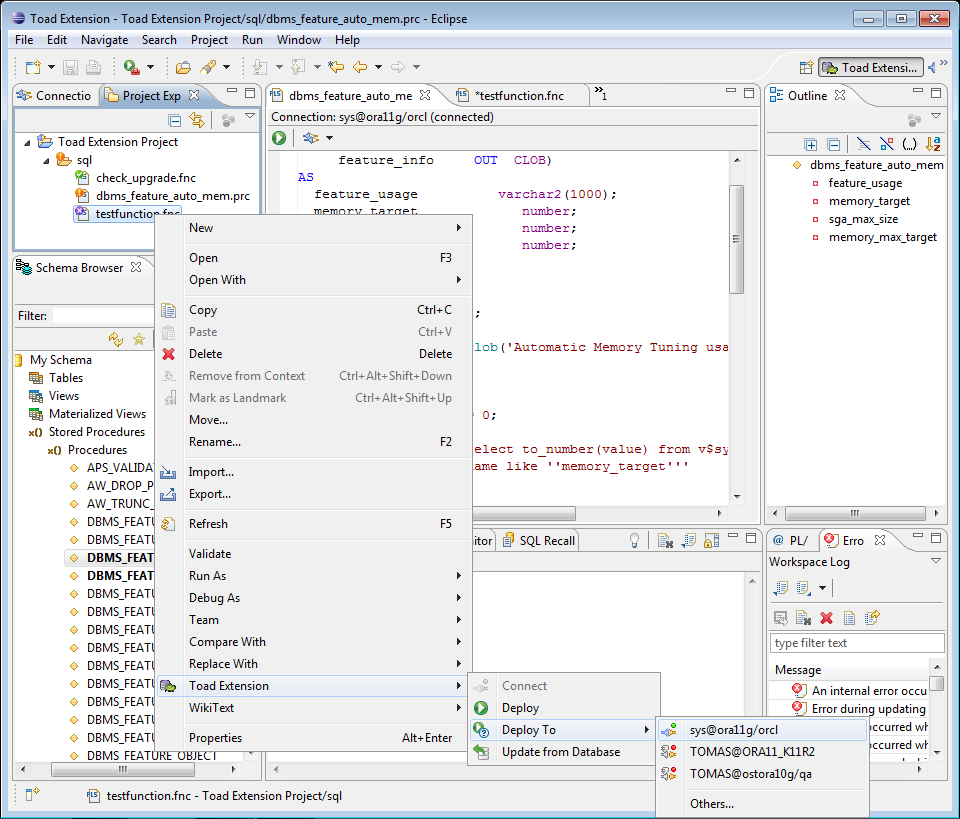 Toad Extension - Toad Extension Project/sql/dbms_feature_auto_mem.prc - Eclipse
File Edit Navigate Search Project Run Window Help
Toad Extensi...
Connectio
Project Exp
Toad Extension Project
sql
check_upgrade.fnc
dbms_feature_auto_mem.prc
testfunction.fnc
Schema Browser
Filter:
My Schema
Tables
Views
Materialized Views
Stored Procedures
Procedures
APS_VALIDA
AW_DROP_P
AW_TRUNC_
DBMS_FEATU
DBMS_FEATU
DBMS_FEAT
DBMS_FEAT
DBMS_FEATU
DBMS_FEATU
DBMS_FEATU
DBMS_FEATU
DBMS_FEATU
DBMS_FEATU
DBMS_FEATU
DBMS_FEATU
DBMS_FEATU
DBMS_FEATURE_OBJECT
dbms_feature_auto_me
*testfunction.fnc
»1
Connection: sys@ora11g/orcl (connected)
feature_info OUT CLOB)
AS
feature_usage varchar2(1000);
memory_target number;
number;
number;
;
lob('Automatic Memory Tuning usa
0;
elect to_number(value) from v$sy
ame like ''memory_target'''
New
Open F3
Open With
Copy Ctrl+C
Paste Ctrl+V
Delete Delete
Remove from Context Ctrl+Alt+Shift+Down
Mark as Landmark Ctrl+Alt+Shift+Up
Move...
Rename... F2
Import...
Export...
Refresh F5
Validate
Run As
Debug As
Team
Compare With
Replace With
Toad Extension
WikiText
Properties Alt+Enter
Connect
Deploy
Deploy To
Update from Database
sys@ora11g/orcl
TOMAS@ORA11_K11R2
TOMAS@ostora10g/qa
Others...
itor
SQL Recall
Outline
dbms_feature_auto_mem
feature_usage
memory_target
sga_max_size
memory_max_target
PL/
Erro
Workspace Log
type filter text
Message
An internal error occu
Error during updating
occurred wh
occurred wh
testfunction.fnc - Toad Extension Project/sql